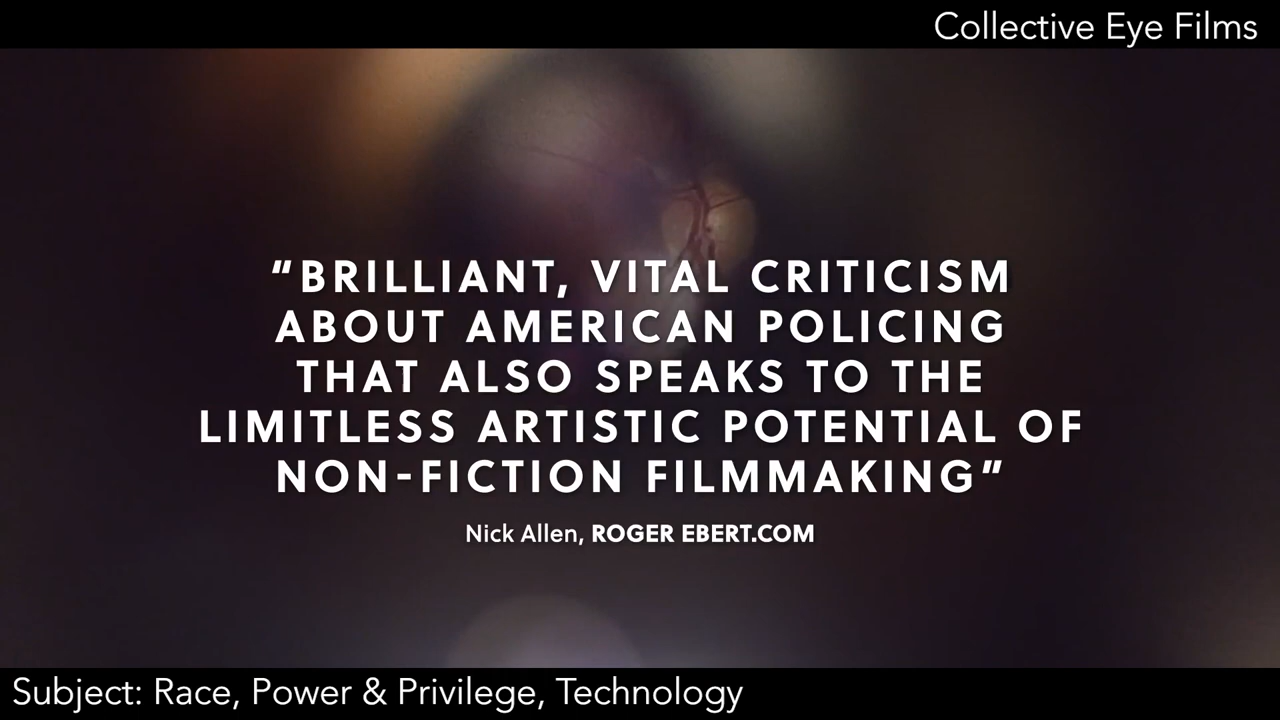 Collective Eye Films
“BRILLIANT, VITAL CRITICISM
ABOUT AMERICAN POLICING
THAT ALSO SPEAKS TO THE
LIMITLESS ARTISTIC POTENTIAL OF
NON-FICTION FILMMAKING”
Nick Allen, ROGER EBERT.COM
Subject: Race, Power & Privilege, Technology